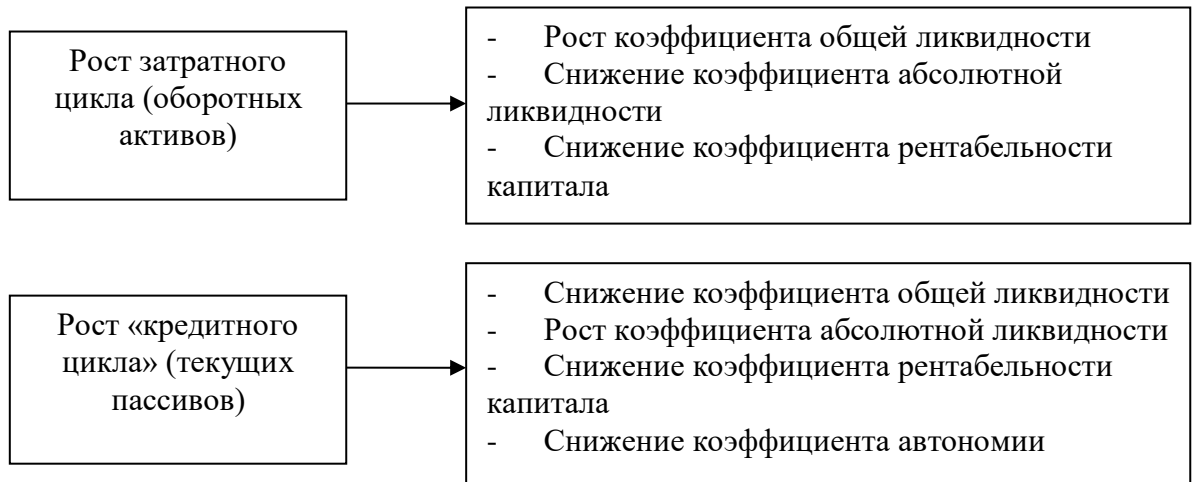 Рост затратного
цикла (оборотных
активов)
- Рост коэффициента общей ликвидности
- Снижение коэффициента абсолютной
ликвидности
- Снижение коэффициента рентабельности
капитала
Рост «кредитного
цикла» (текущих
пассивов)
- Снижение коэффициента общей ликвидности
- Рост коэффициента абсолютной ликвидности
- Снижение коэффициента рентабельности
капитала
- Снижение коэффициента автономии